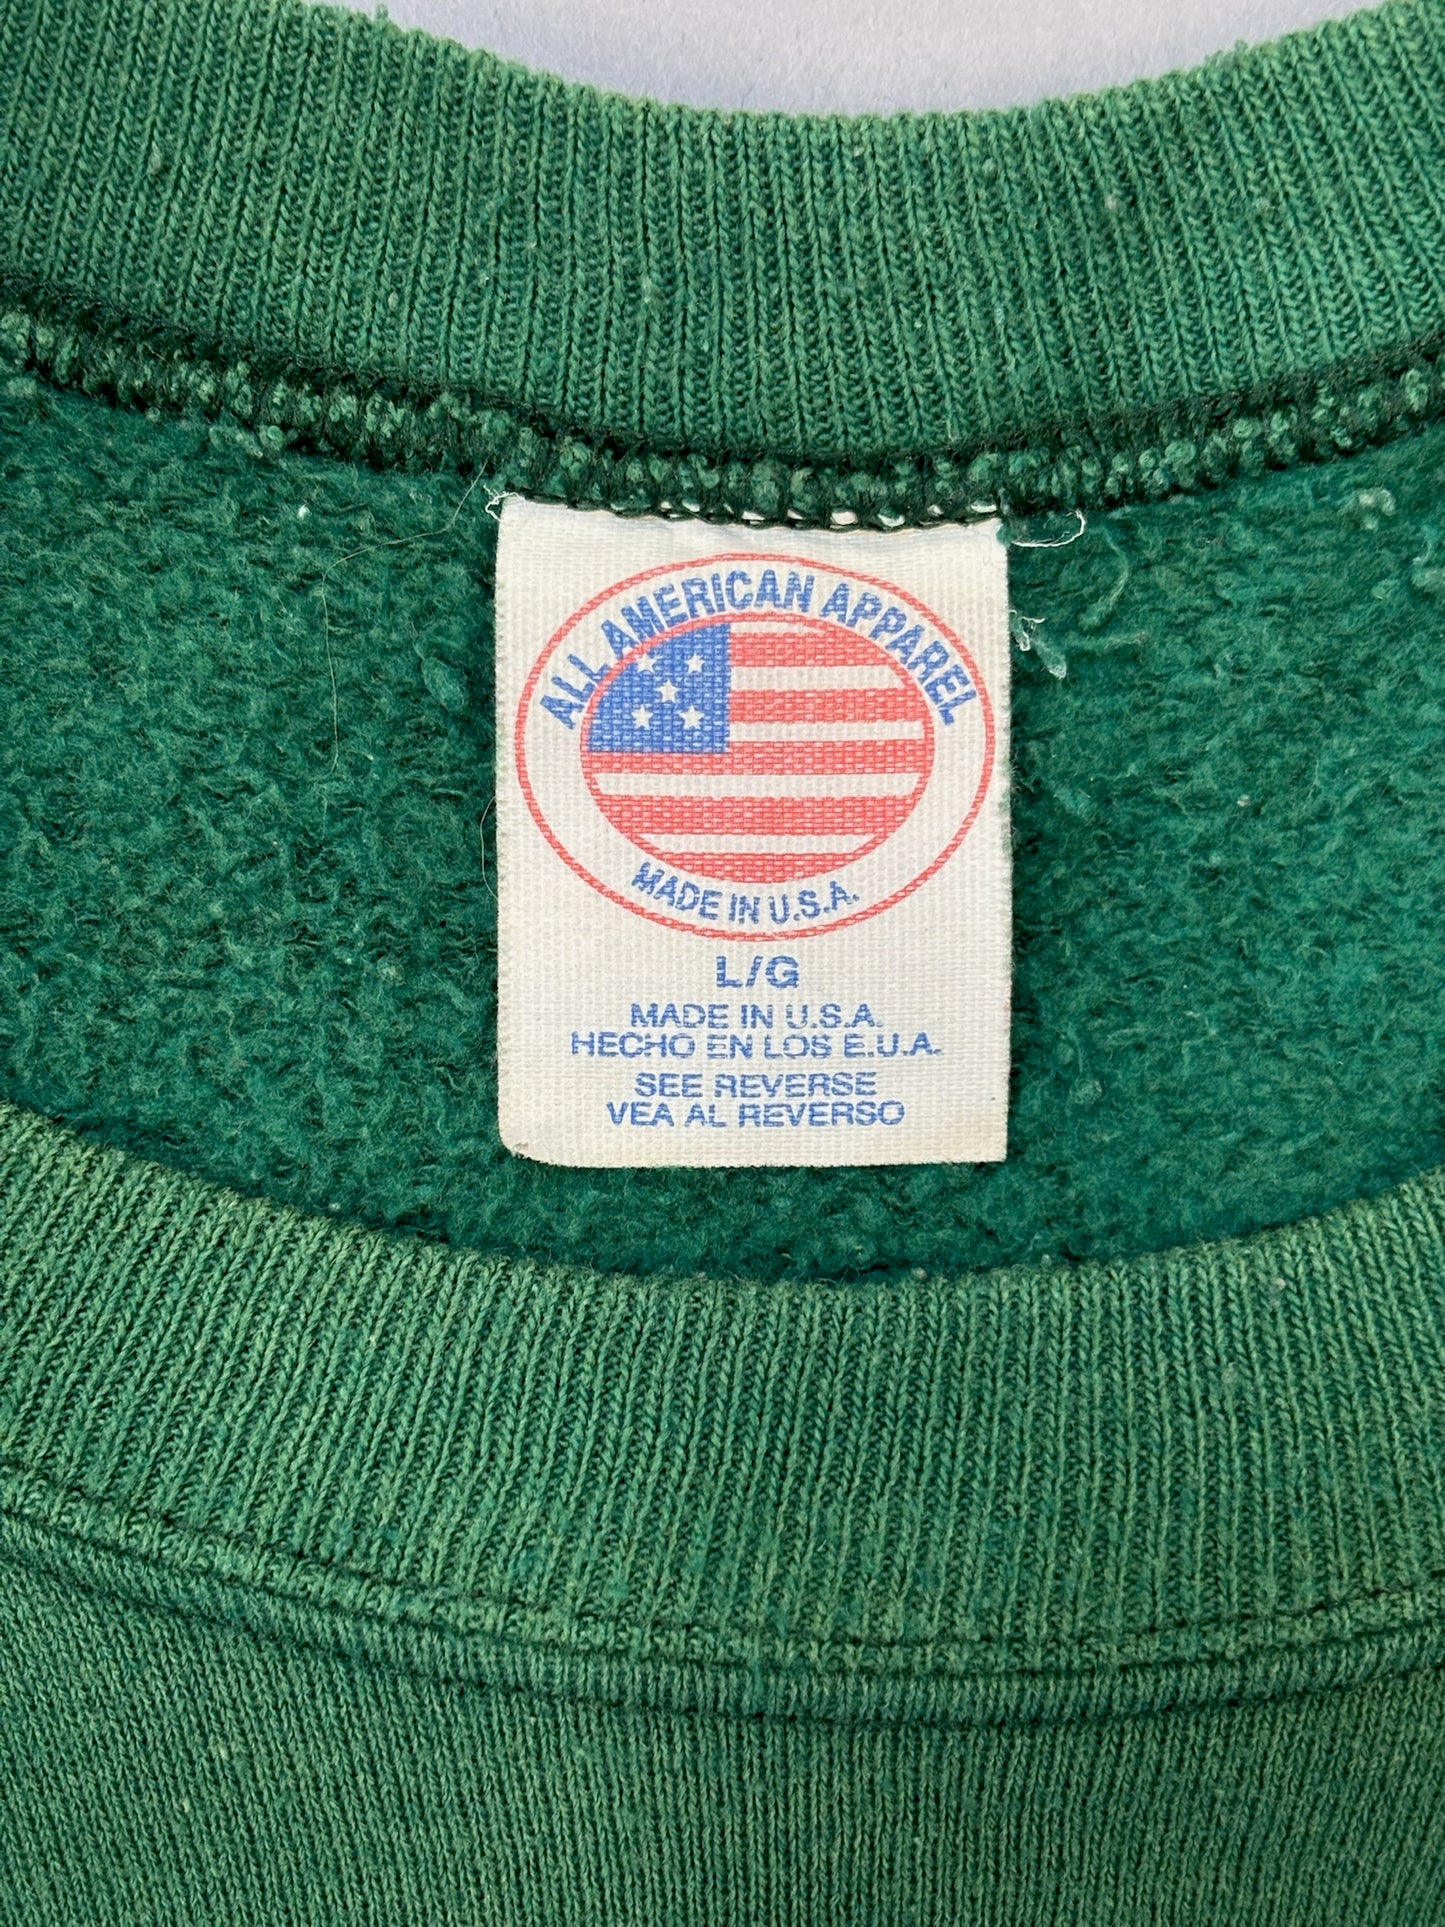 ALL AMERICAN APPAREL
MADE IN U.S.A.
L/G
MADE IN U.S.A.
HECHO EN LOS E.U.A.
SEE REVERSE
VEA AL REVERSO